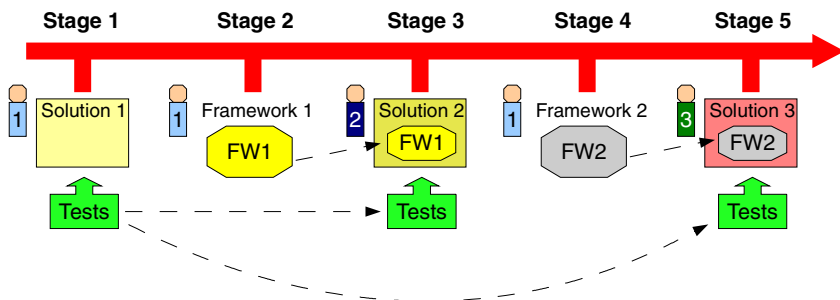 Stage 1 Stage 2 Stage 3 Stage 4 Stage 5
1 Solution 1 1 Framework 1 2 Solution 2 1 Framework 2 3 Solution 3
FW1 FW1 FW2 FW2
Tests Tests Tests